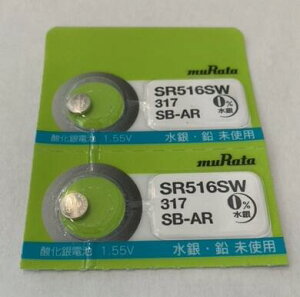 muRata
SR516SW
317
SB-AR
0%
水銀
酸化銀電池 1.55V
水銀・鉛 未使用
muRata
SR516SW
317
SB-AR
0%
水銀
酸化銀電池 1.55V
水銀・鉛 未使用